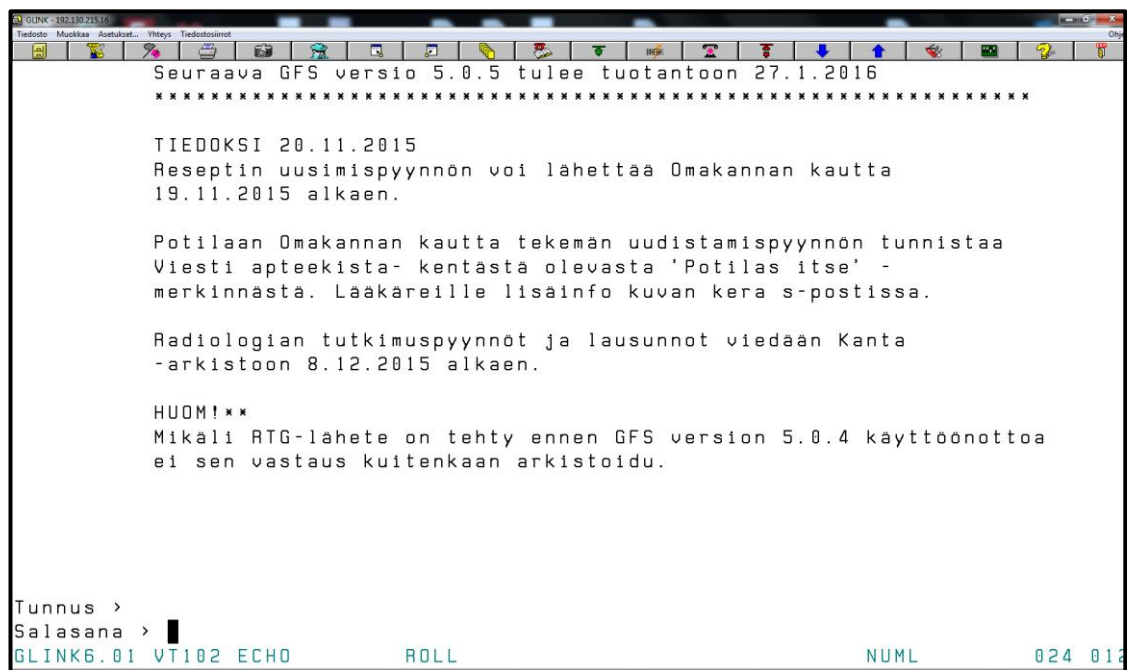 GLINK - 192.130.215.16
Tiedosto Muokkaa Asetukset... Yhteys Tiedostosiirrot Ohje
BREAK
Seuraava GFS versio 5.0.5 tulee tuotantoon 27.1.2016
***************************************************************
TIEDOKSI 20.11.2015
Reseptin uusimispyynnön voi lähettää Omakannan kautta
19.11.2015 alkaen.
Potilaan Omakannan kautta tekemän uudistamispyynnön tunnistaa
Viesti apteekista- kentästä olevasta 'Potilas itse' -
merkinnästä. Lääkäreille lisäinfo kuvan kera s-postissa.
Radiologian tutkimuspyynnöt ja lausunnot viedään Kanta
-arkistoon 8.12.2015 alkaen.
HUOM!**
Mikäli RTG-lähete on tehty ennen GFS version 5.0.4 käyttöönottoa
ei sen vastaus kuitenkaan arkistoidu.
Tunnus >
Salasana >
GLINK6.01 VT102 ECHO ROLL NUML 024 012